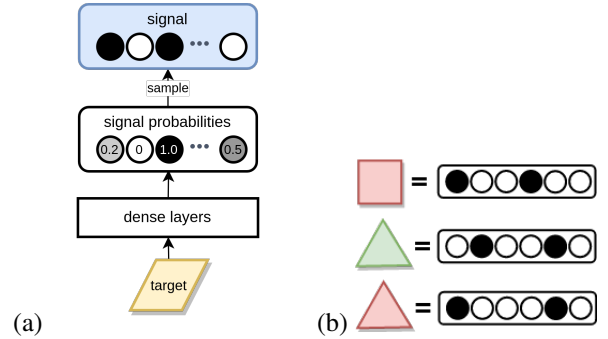 signal
sample
signal probabilities
0.2 0 1.0 ••• 0.5
dense layers
target
(a)
(b)
=
=
=